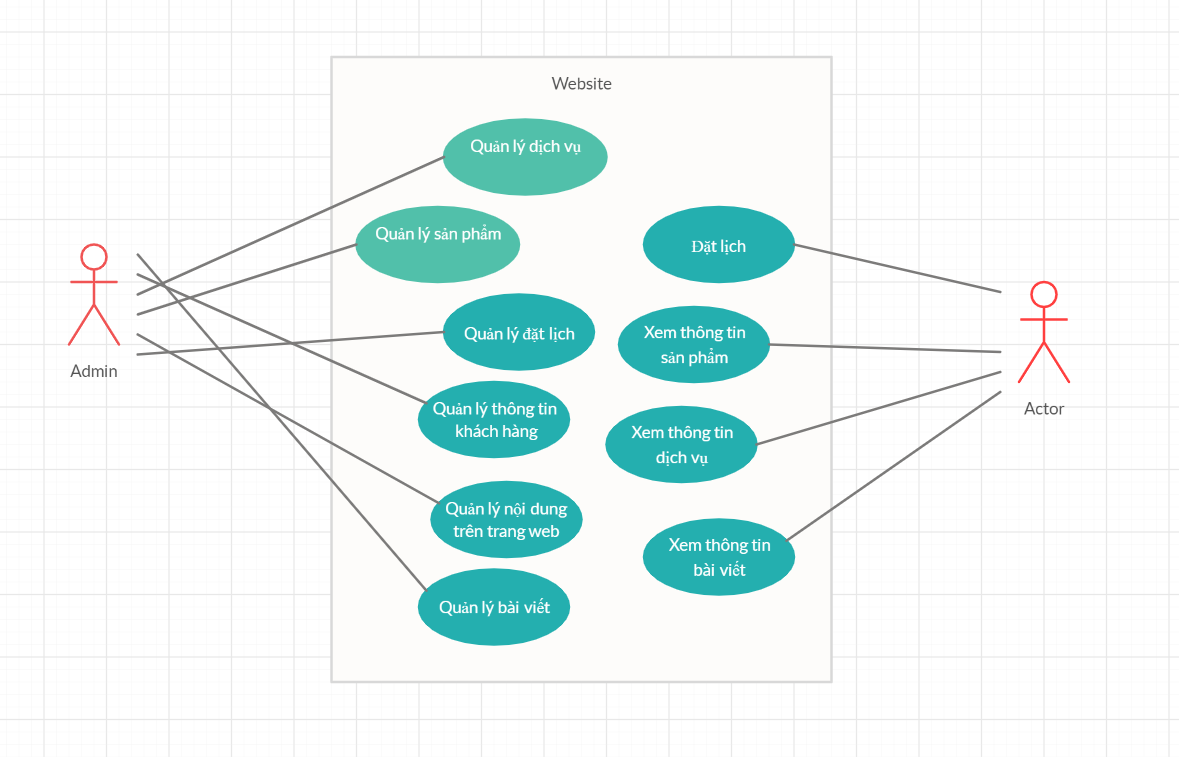 Website
Quản lý dịch vụ
Quản lý sản phẩm
Đặt lịch
Quản lý đặt lịch
Xem thông tin
sản phẩm
Admin
Actor
Quản lý thông tin
khách hàng
Xem thông tin
dịch vụ
Quản lý nội dung
trên trang web
Xem thông tin
bài viết
Quản lý bài viết